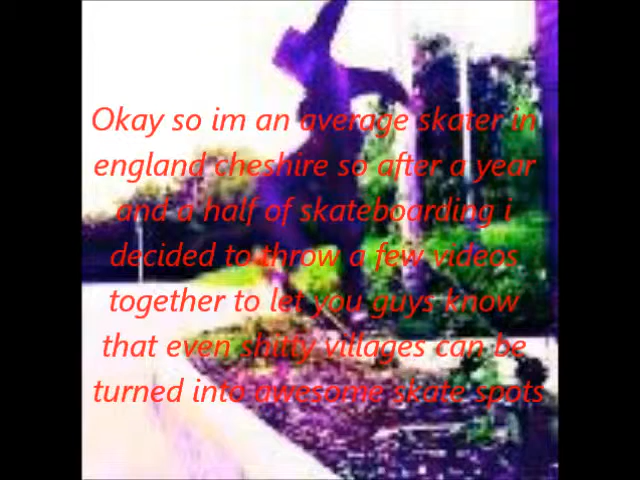 Okay so im an average skater in
england cheshire so after a year
and a half of skateboarding i
decided to throw a few videos
together to let you guys know
that even shitty villages can be
turned into awesome skate spots